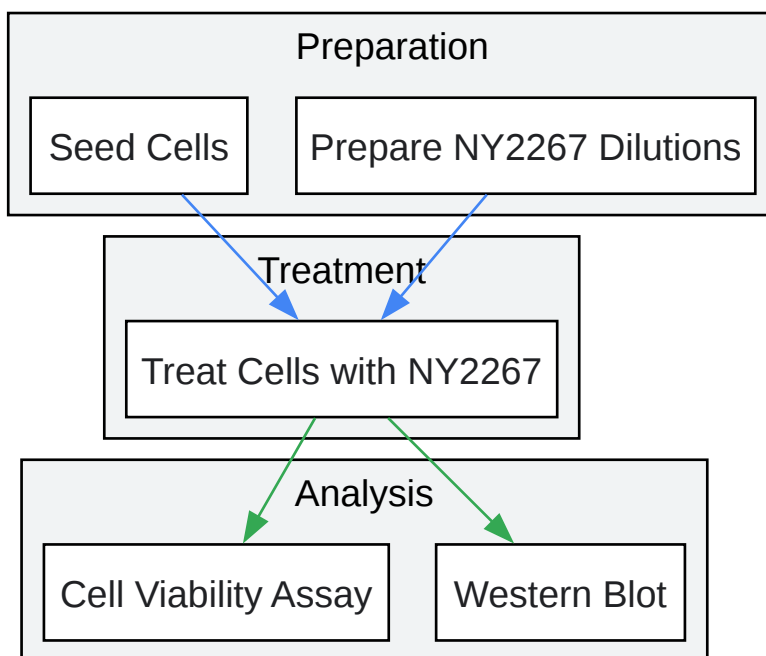 Preparation
Seed Cells
Prepare NY2267 Dilutions
Treatment
Treat Cells with NY2267
Analysis
Cell Viability Assay
Western Blot